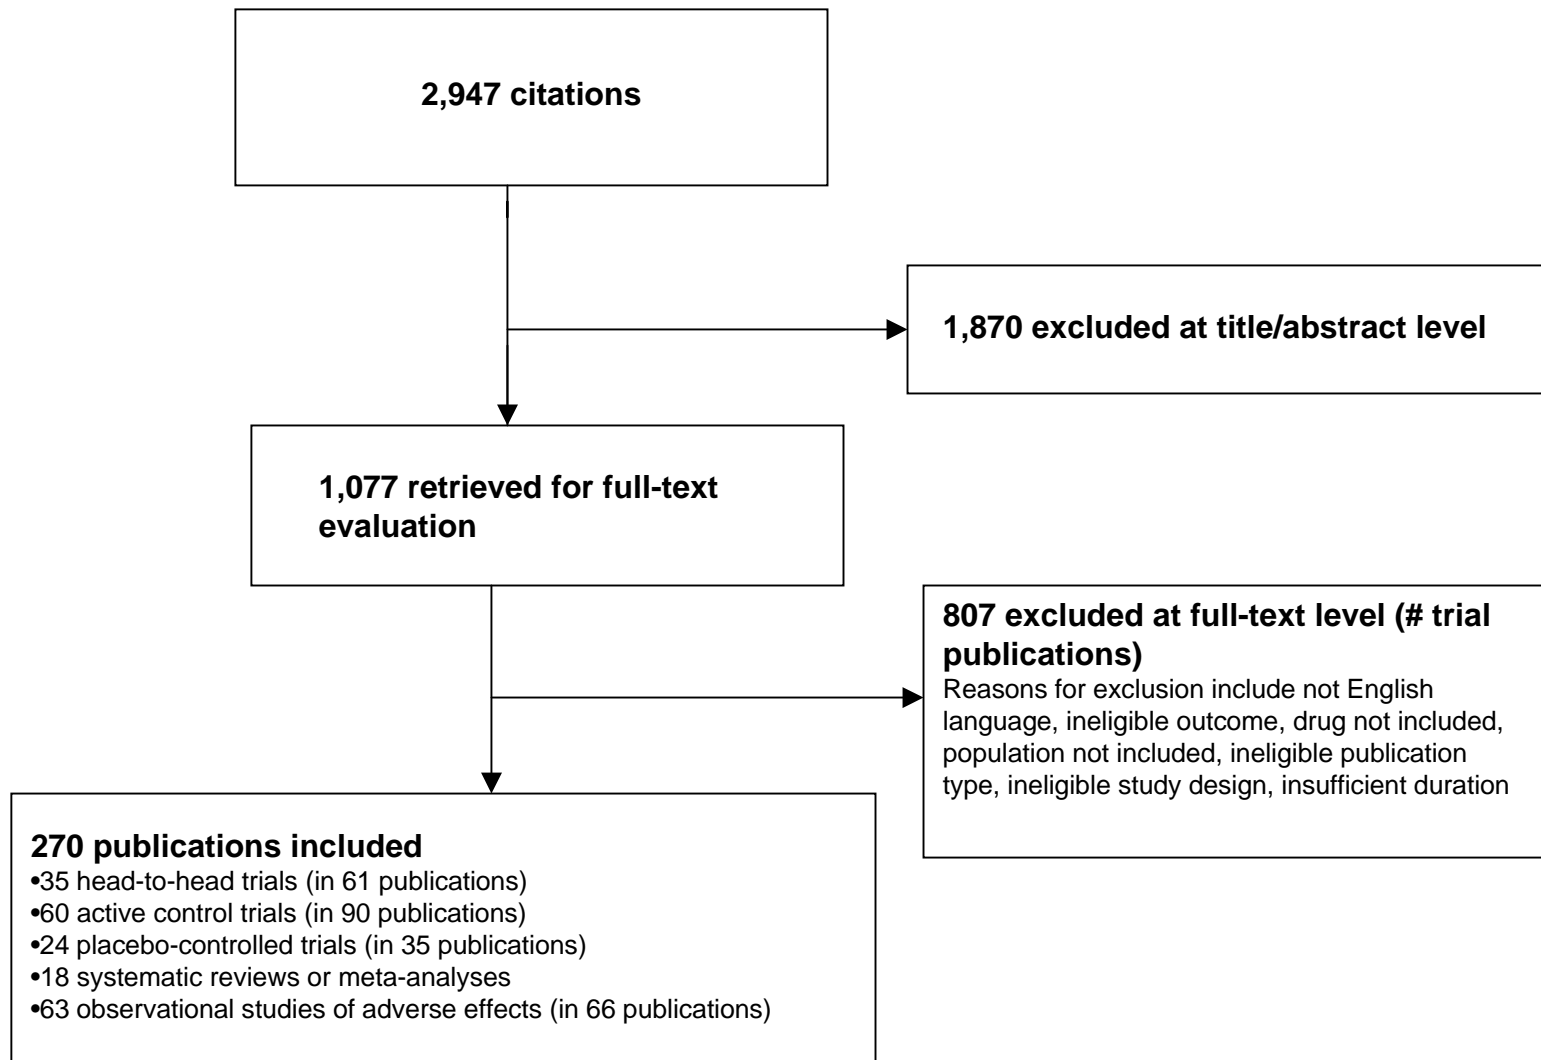 2,947 citations
1,870 excluded at title/abstract level
1,077 retrieved for full-text
evaluation
807 excluded at full-text level (# trial
publications)
Reasons for exclusion include not English
language, ineligible outcome, drug not included,
population not included, ineligible publication
type, ineligible study design, insufficient duration
270 publications included
•35 head-to-head trials (in 61 publications)
•60 active control trials (in 90 publications)
•24 placebo-controlled trials (in 35 publications)
•18 systematic reviews or meta-analyses
•63 observational studies of adverse effects (in 66 publications)